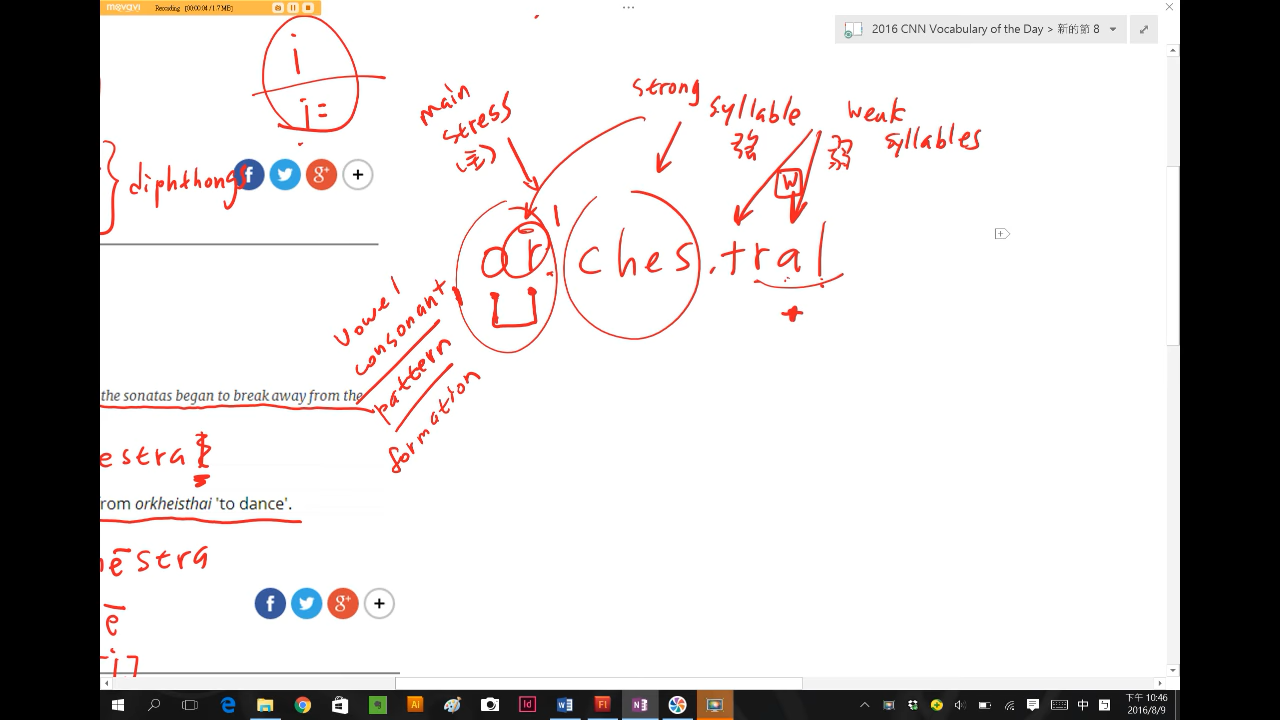 movavi
Recording [00:00:04 / 1.7 MB]
2016 CNN Vocabulary of the Day > 新的節 8
i
i=
main
stress
(主)
strong syllable
強
weak
syllables
弱
W
diphthongs
or ches.tral
vowel
consonant
pattern
formation
the sonatas began to break away from the
estra
from orkheisthai 'to dance'.
ēstra
ē
下午 10:46
2016/8/9
中